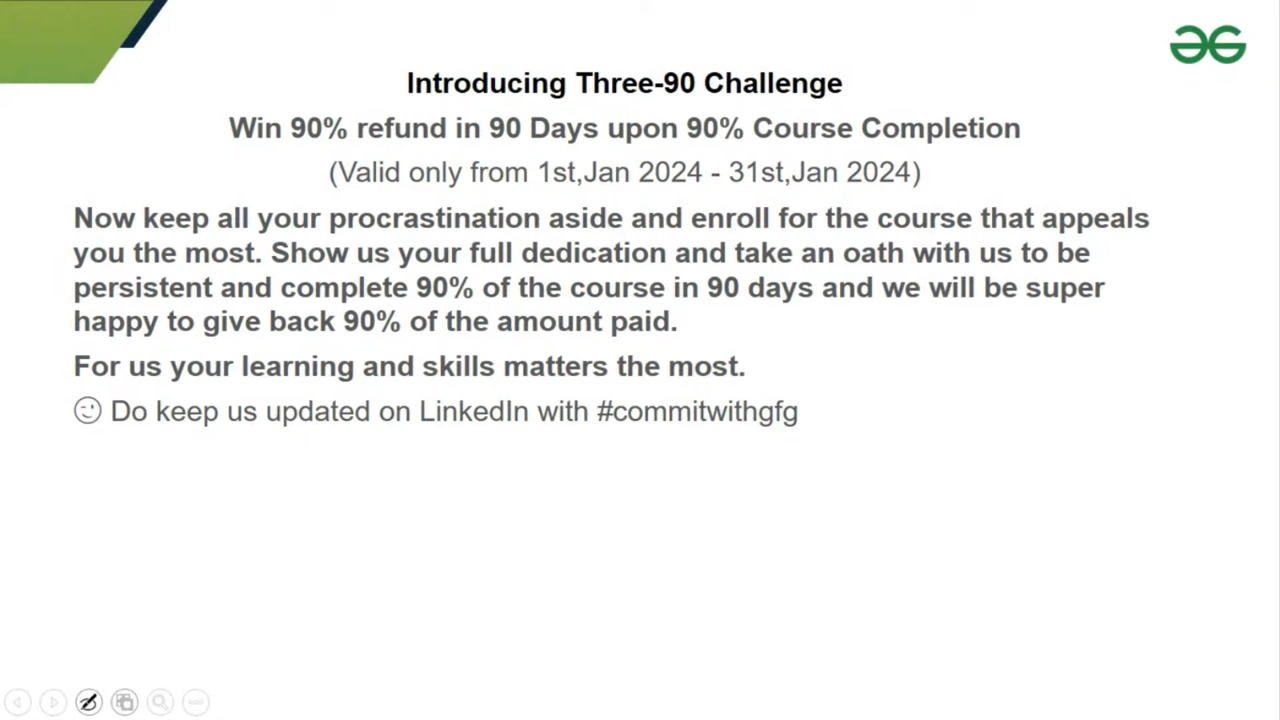 Introducing Three-90 Challenge
Win 90% refund in 90 Days upon 90% Course Completion
(Valid only from 1st,Jan 2024 - 31st,Jan 2024)
Now keep all your procrastination aside and enroll for the course that appeals
you the most. Show us your full dedication and take an oath with us to be
persistent and complete 90% of the course in 90 days and we will be super
happy to give back 90% of the amount paid.
For us your learning and skills matters the most.
Do keep us updated on LinkedIn with #commitwithgfg